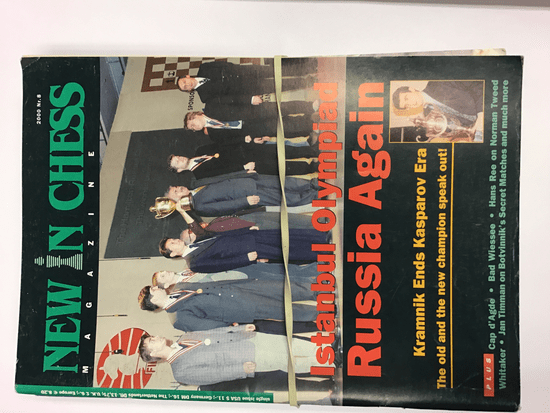 NEW IN CHESS
MAGAZINE
2000 Nr.8
SPONSOR
Istanbul Olympiad
Russia Again
Kramnik Ends Kasparov Era
The old and the new champion speak out!
PLUS
Cap d'Agde • Bad Wiessee • Hans Ree on Norman Tweed
Whitaker • Jan Timman on Botvinnik's Secret Matches and much more